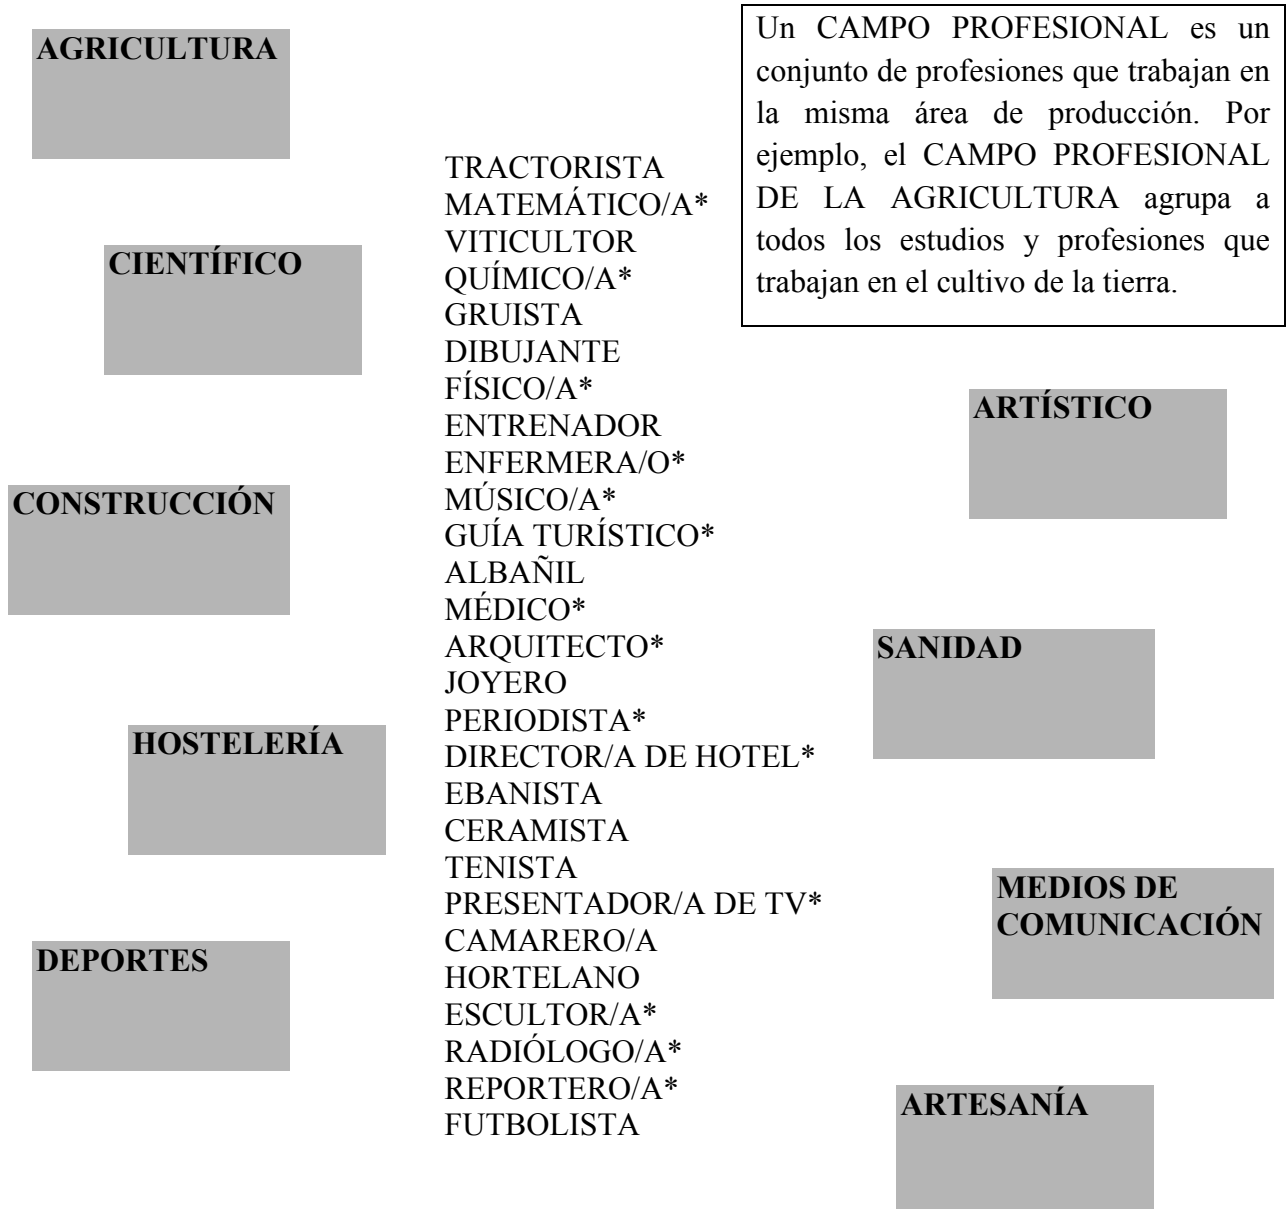 AGRICULTURA
Un CAMPO PROFESIONAL es un
conjunto de profesiones que trabajan en
la misma área de producción. Por
ejemplo, el CAMPO PROFESIONAL
DE LA AGRICULTURA agrupa a
todos los estudios y profesiones que
trabajan en el cultivo de la tierra.
CIENTÍFICO
CONSTRUCCIÓN
HOSTELERÍA
DEPORTES
TRACTORISTA
MATEMÁTICO/A*
VITICULTOR
QUÍMICO/A*
GRUISTA
DIBUJANTE
FÍSICO/A*
ENTRENADOR
ENFERMERA/O*
MÚSICO/A*
GUÍA TURÍSTICO*
ALBAÑIL
MÉDICO*
ARQUITECTO*
JOYERO
PERIODISTA*
DIRECTOR/A DE HOTEL*
EBANISTA
CERAMISTA
TENISTA
PRESENTADOR/A DE TV*
CAMARERO/A
HORTELANO
ESCULTOR/A*
RADIÓLOGO/A*
REPORTERO/A*
FUTBOLISTA
ARTÍSTICO
SANIDAD
MEDIOS DE
COMUNICACIÓN
ARTESANÍA